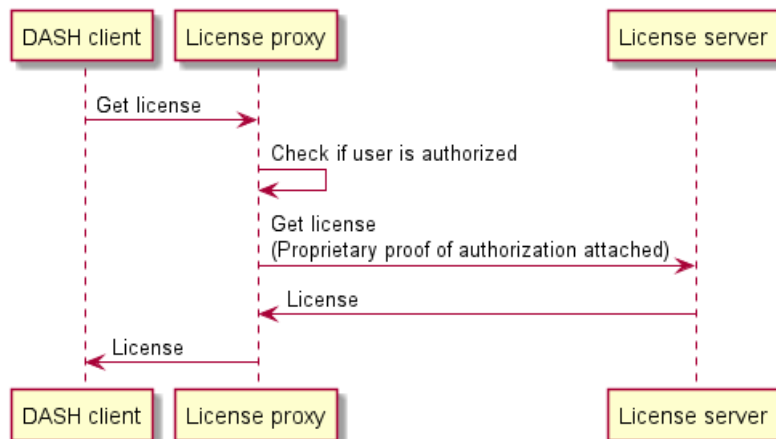 DASH client
License proxy
License server
Get license
Check if user is authorized
Get license
(Proprietary proof of authorization attached)
License
License
DASH client
License proxy
License server